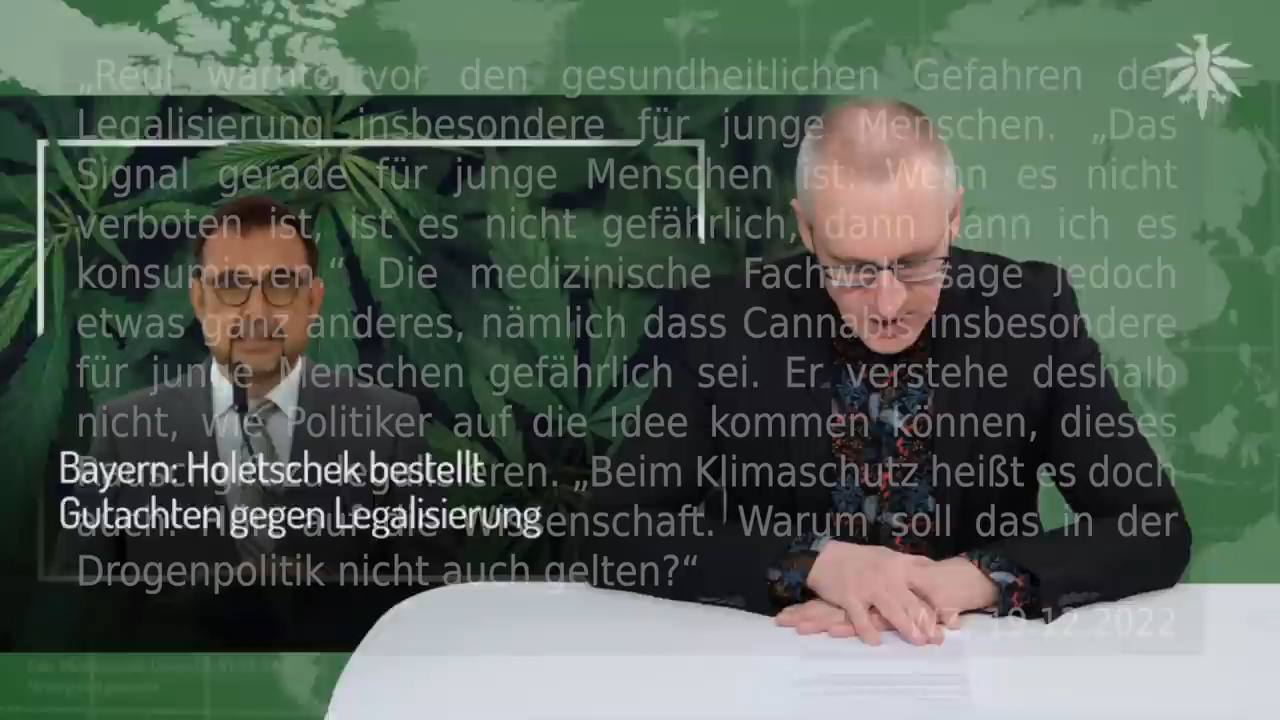 „Reul warnte vor den gesundheitlichen Gefahren der
Legalisierung insbesondere für junge Menschen. „Das
Signal gerade für junge Menschen ist. Wenn es nicht
verboten ist, ist es nicht gefährlich, dann kann ich es
konsumieren.“ Die medizinische Fachwelt sage jedoch
etwas ganz anderes, nämlich dass Cannabis insbesondere
für junge Menschen gefährlich sei. Er verstehe deshalb
nicht, wie Politiker auf die Idee kommen können, dieses
„Beim Klimaschutz heißt es doch
auch: auf die Wissenschaft. Warum soll das in der
Drogenpolitik nicht auch gelten?“
WZ, 19.12.2022
Bayern: Holetschek bestellt
Gutachten gegen Legalisierung